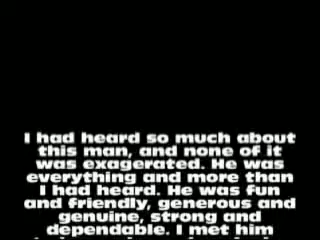 I had heard so much about
this man, and none of it
was exagerated. He was
everything and more than
I had heard. He was fun
and friendly, generous and
genuine, strong and
dependable. I met him